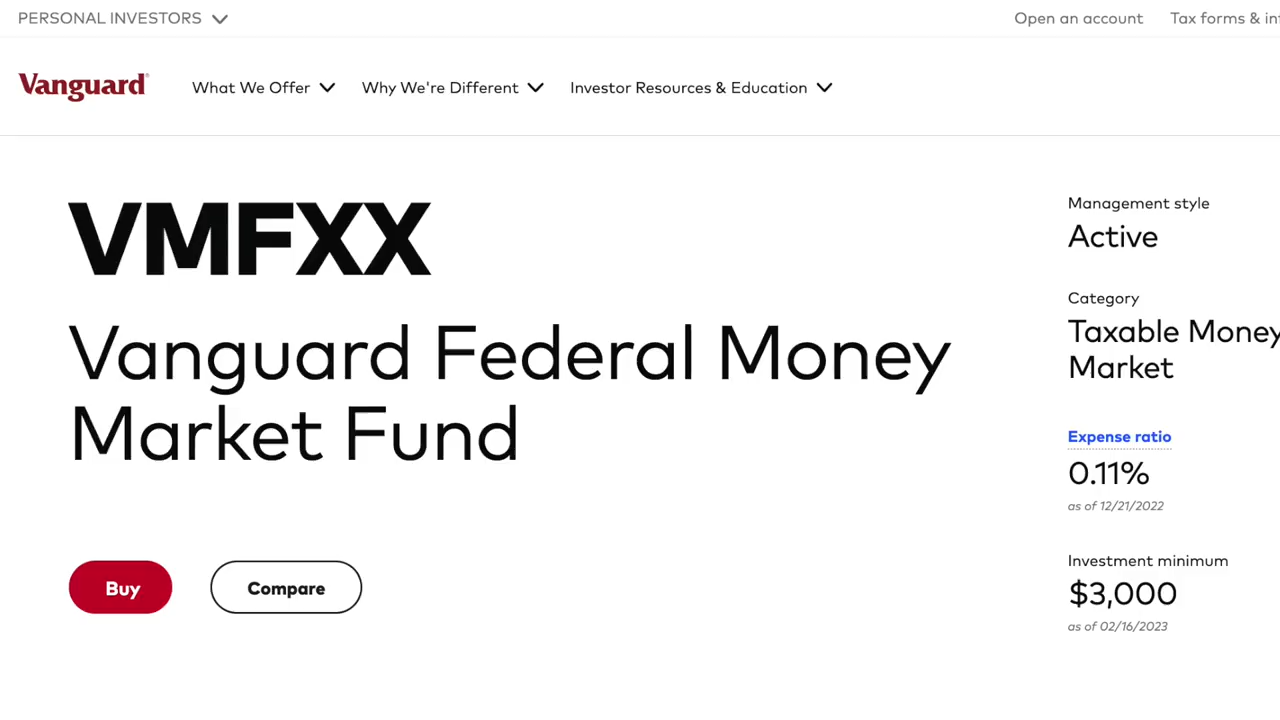 PERSONAL INVESTORS
Open an account
Tax forms &
Vanguard
What We Offer
Why We're Different
Investor Resources & Education
VMFXX
Vanguard Federal Money
Market Fund
Buy
Compare
Management style
Active
Category
Taxable Money
Market
Expense ratio
0.11%
as of 12/21/2022
Investment minimum
$3,000
as of 02/16/2023